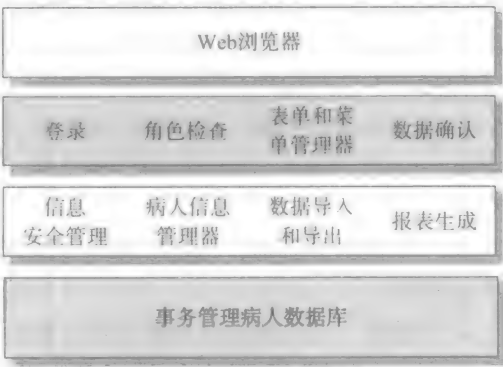 Web浏览器
登录 角色检查 表单和菜单管理器 数据确认
信息安全管理 病人信息管理器 数据导入和导出 报表生成
事务管理病人数据库